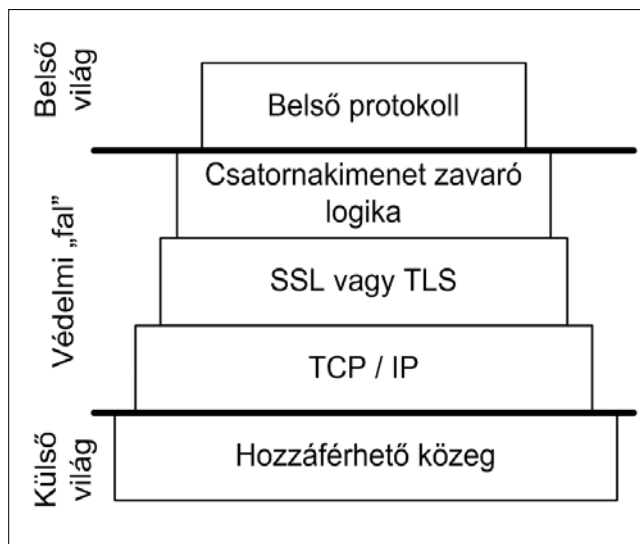 Belső
világ
Belső protokoll
Védelmi „fal”
Csatornakimenet zavaró
logika
SSL vagy TLS
TCP / IP
Külső
világ
Hozzáférhető közeg